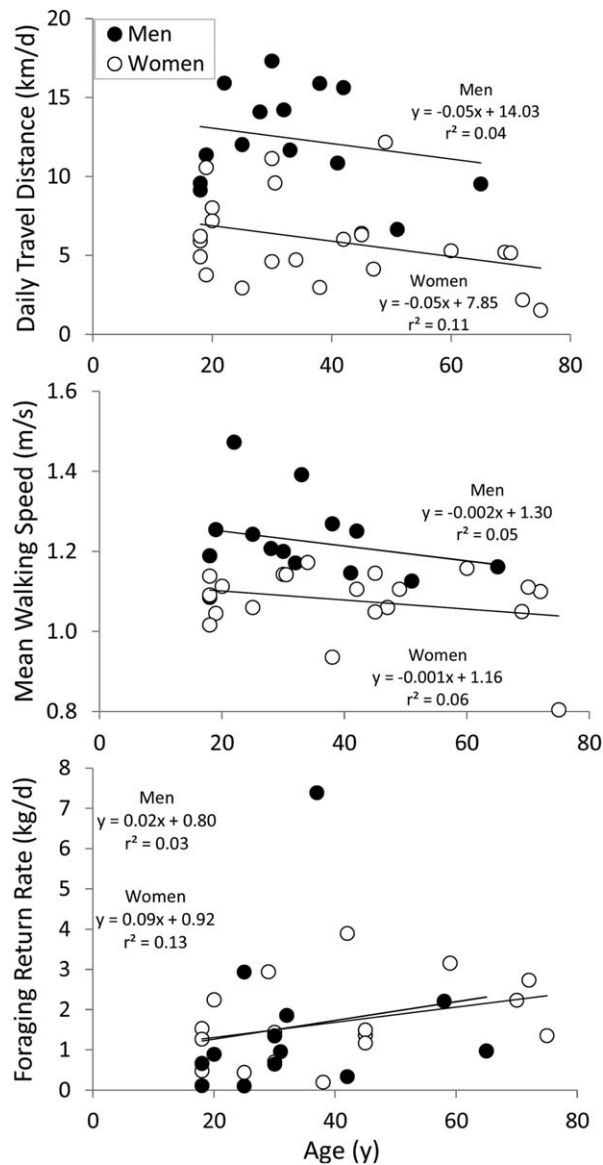 Men
Women
Daily Travel Distance (km/d)
20
15
10
5
0
Men
y = -0.05x + 14.03
r² = 0.04
Women
y = -0.05x + 7.85
r² = 0.11
0
20
40
60
80
Mean Walking Speed (m/s)
1.6
1.4
1.2
1.0
0.8
Men
y = -0.002x + 1.30
r² = 0.05
Women
y = -0.001x + 1.16
r² = 0.06
0
20
40
60
80
Foraging Return Rate (kg/d)
8
7
6
5
4
3
2
1
0
Men
y = 0.02x + 0.80
r² = 0.03
Women
y = 0.09x + 0.92
r² = 0.13
0
20
40
60
80
Age (y)